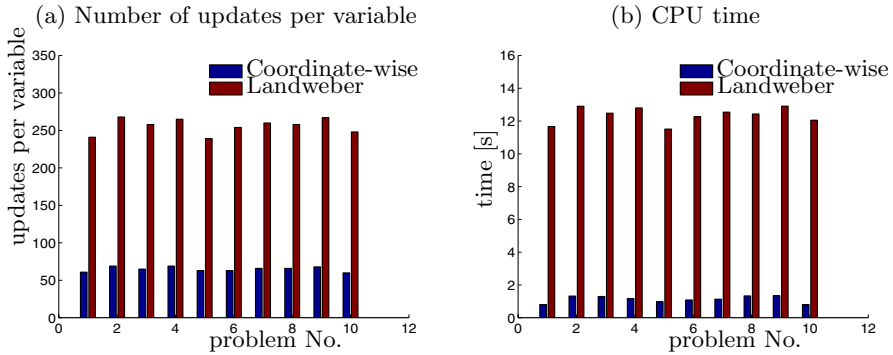 (a) Number of updates per variable
350
300
250
200
150
100
50
0
updates per variable
Coordinate-wise
Landweber
0 2 4 6 8 10 12
problem No.
(b) CPU time
16
14
12
10
8
6
4
2
0
time [s]
Coordinate-wise
Landweber
0 2 4 6 8 10 12
problem No.